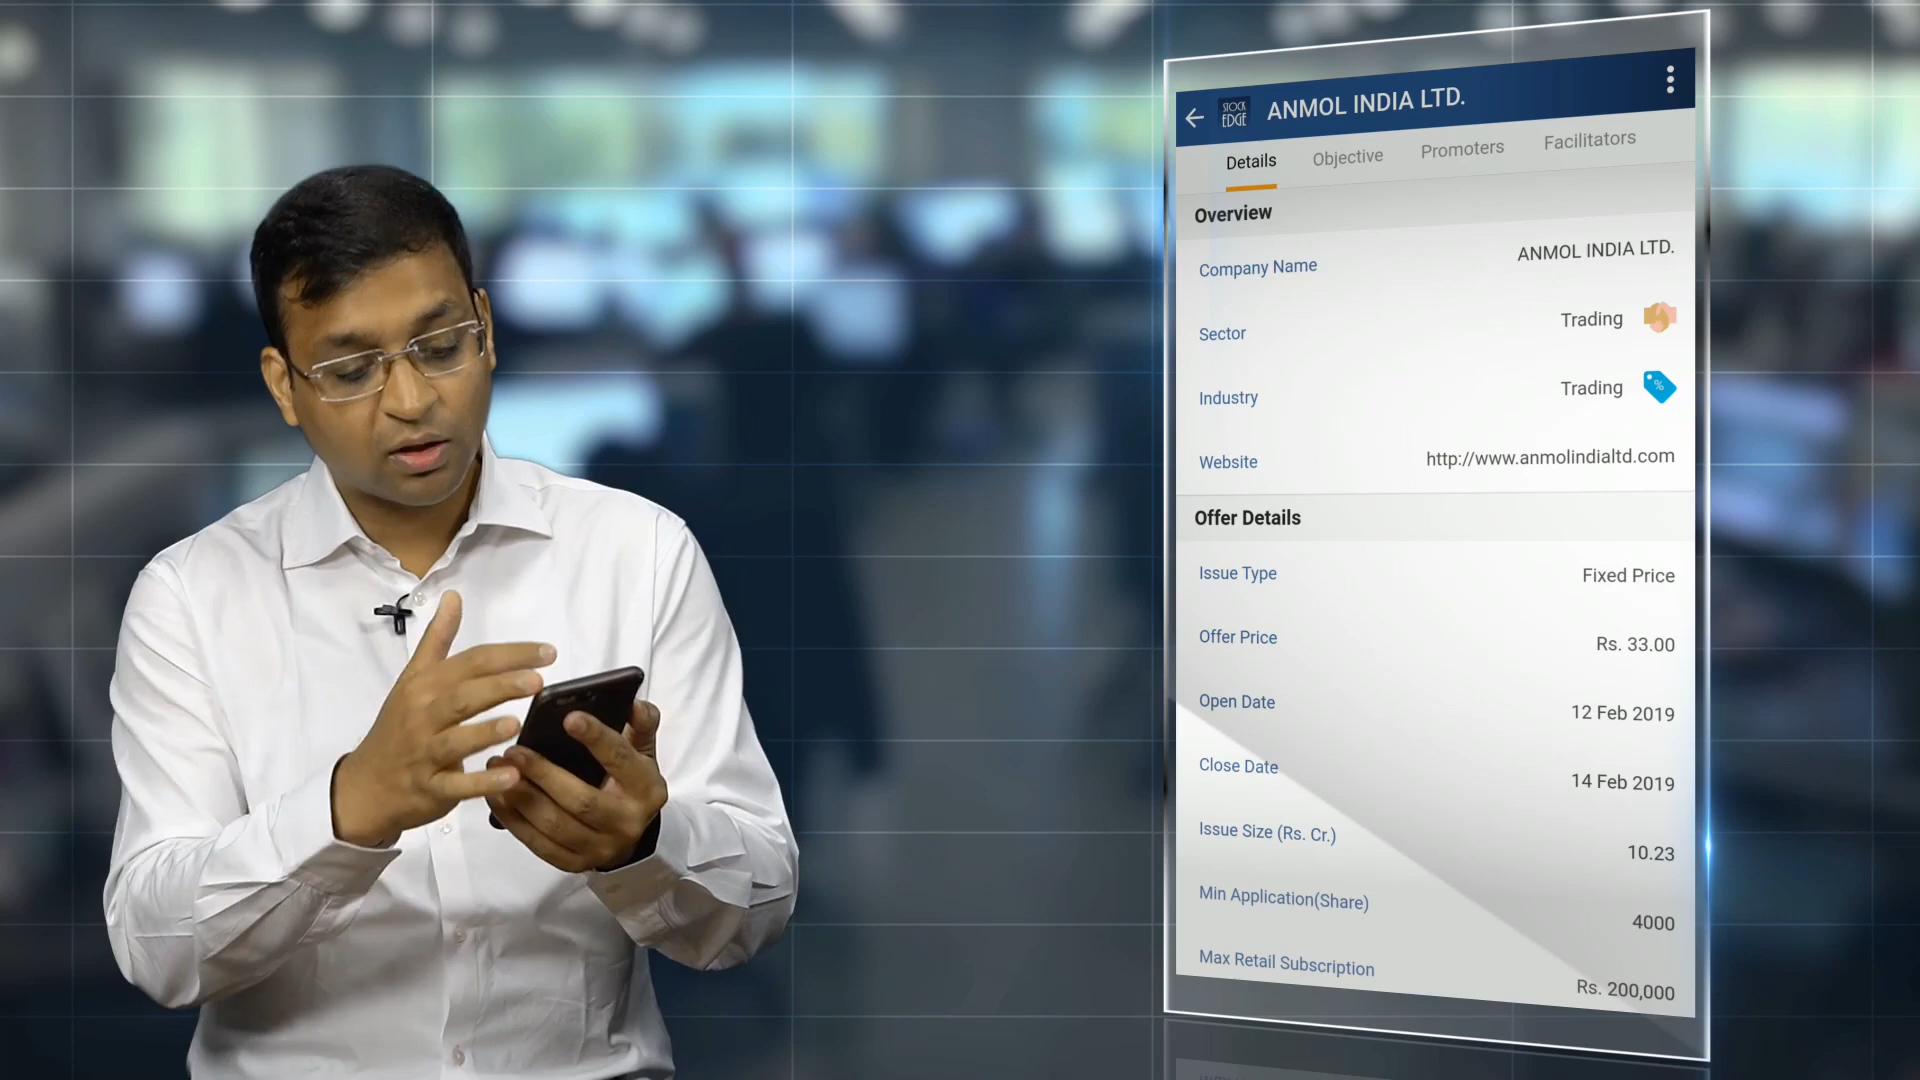 STOCK EDGE
ANMOL INDIA LTD.
Details Objective Promoters Facilitators
Overview
Company Name ANMOL INDIA LTD.
Sector Trading
Industry Trading %
Website http://www.anmolindialtd.com
Offer Details
Issue Type Fixed Price
Offer Price Rs. 33.00
Open Date 12 Feb 2019
Close Date 14 Feb 2019
Issue Size (Rs. Cr.) 10.23
Min Application(Share) 4000
Max Retail Subscription Rs. 200,000